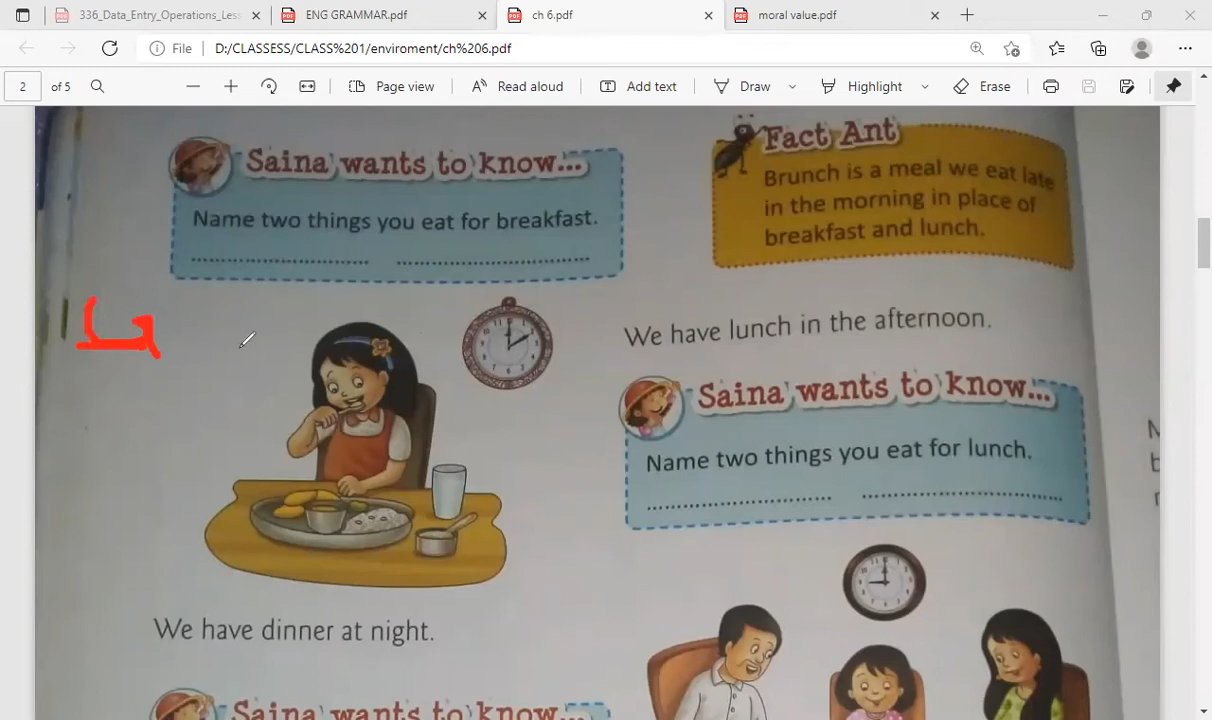 336_Data_Entry_Operations_Les
ENG GRAMMAR.pdf
ch 6.pdf
moral value.pdf
File
D:/CLASSESS/CLASS%201/enviroment/ch%206.pdf
2
of 5
Page view
Read aloud
Add text
Draw
Highlight
Erase
Saina wants to know...
Name two things you eat for breakfast.
Fact Ant
Brunch is a meal we eat late
in the morning in place of
breakfast and lunch.
We have lunch in the afternoon.
Saina wants to know...
Name two things you eat for lunch.
We have dinner at night.
Saina wants to know...